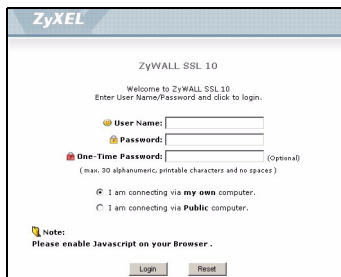 ZyXEL
ZyWALL SSL 10
Welcome to ZyWALL SSL 10
Enter User Name/Password and click to login.
User Name:
Password:
One-Time Password: (Optional)
( max. 30 alphanumeric, printable characters and no spaces )
I am connecting via my own computer.
I am connecting via Public computer.
Note:
Please enable Javascript on your Browser .
Login Reset